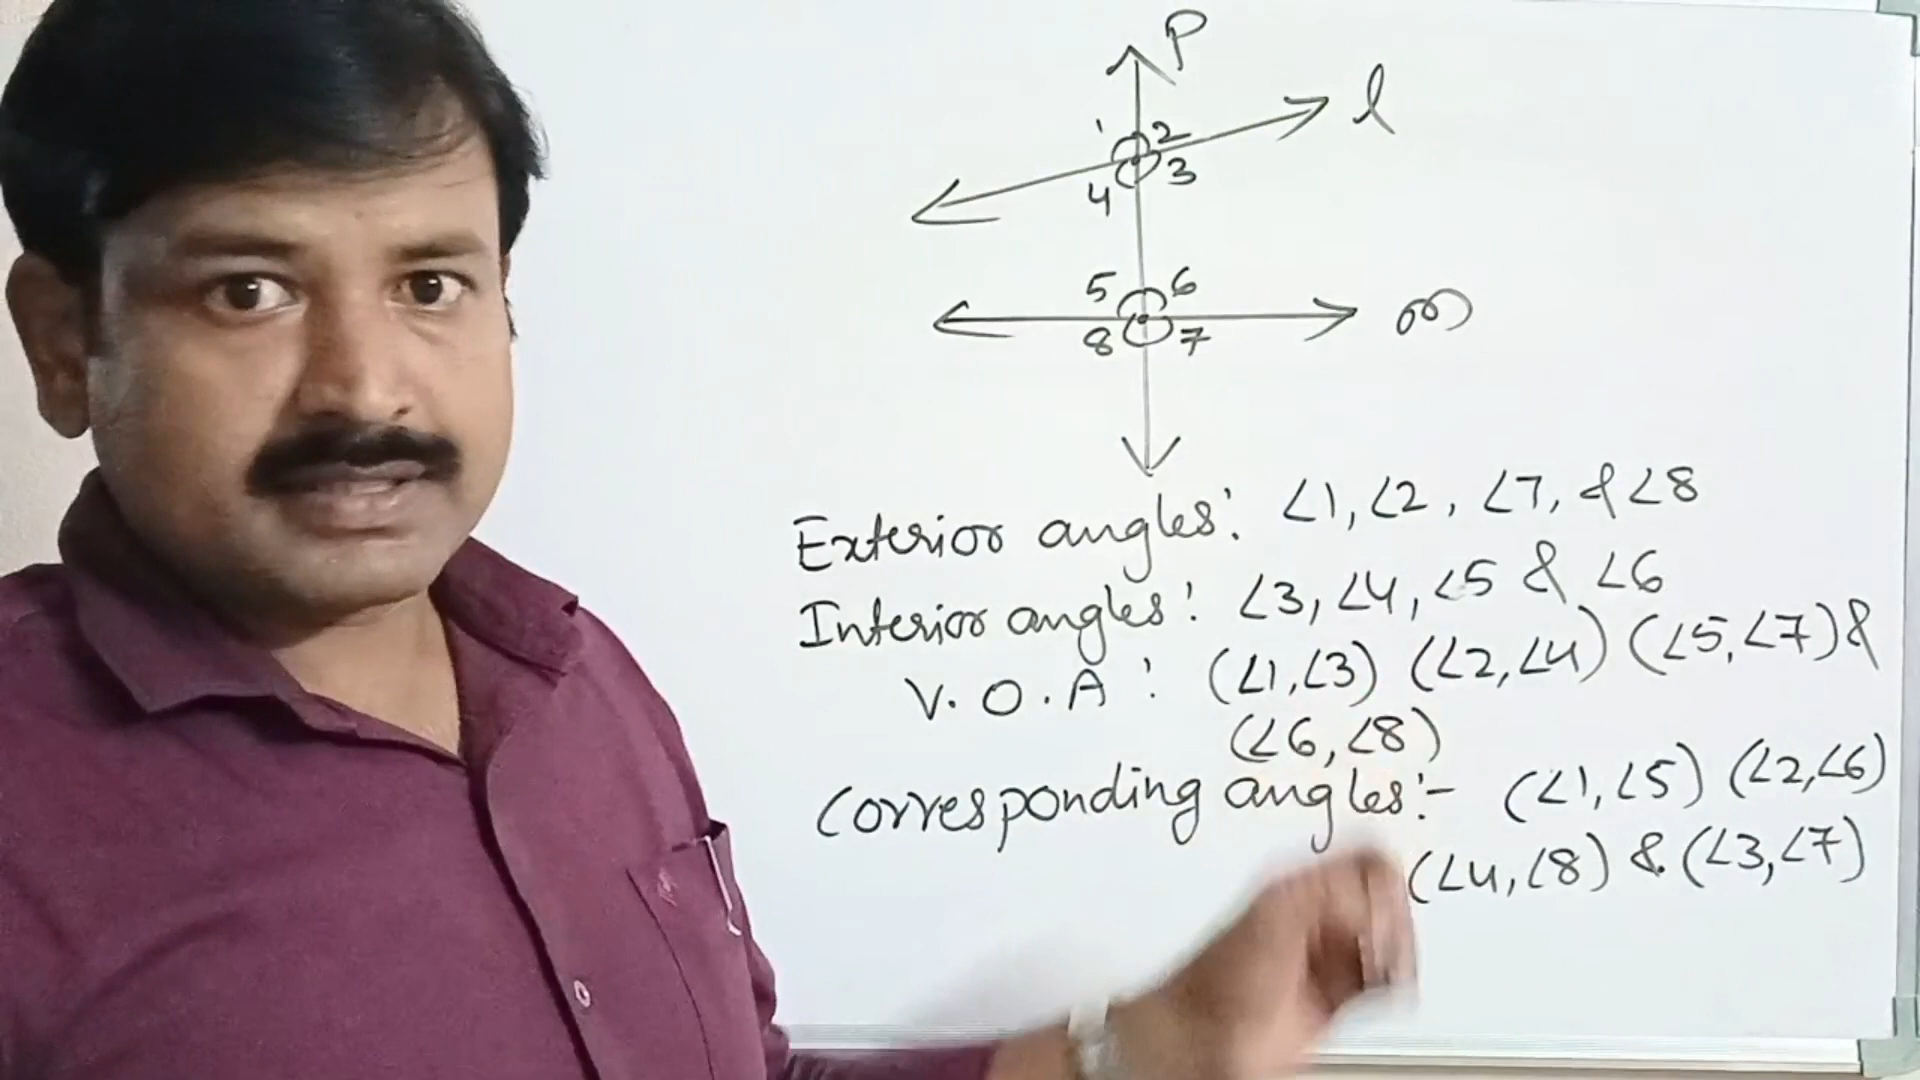 P
l
1 2
4 3
5 6
m
8 7
Exterior angles: ∠1, ∠2, ∠7, & ∠8
Interior angles: ∠3, ∠4, ∠5 & ∠6
V.O.A: (∠1, ∠3) (∠2, ∠4) (∠5, ∠7) &
(∠6, ∠8)
Corresponding angles:- (∠1, ∠5) (∠2, ∠6)
(∠4, ∠8) & (∠3, ∠7)